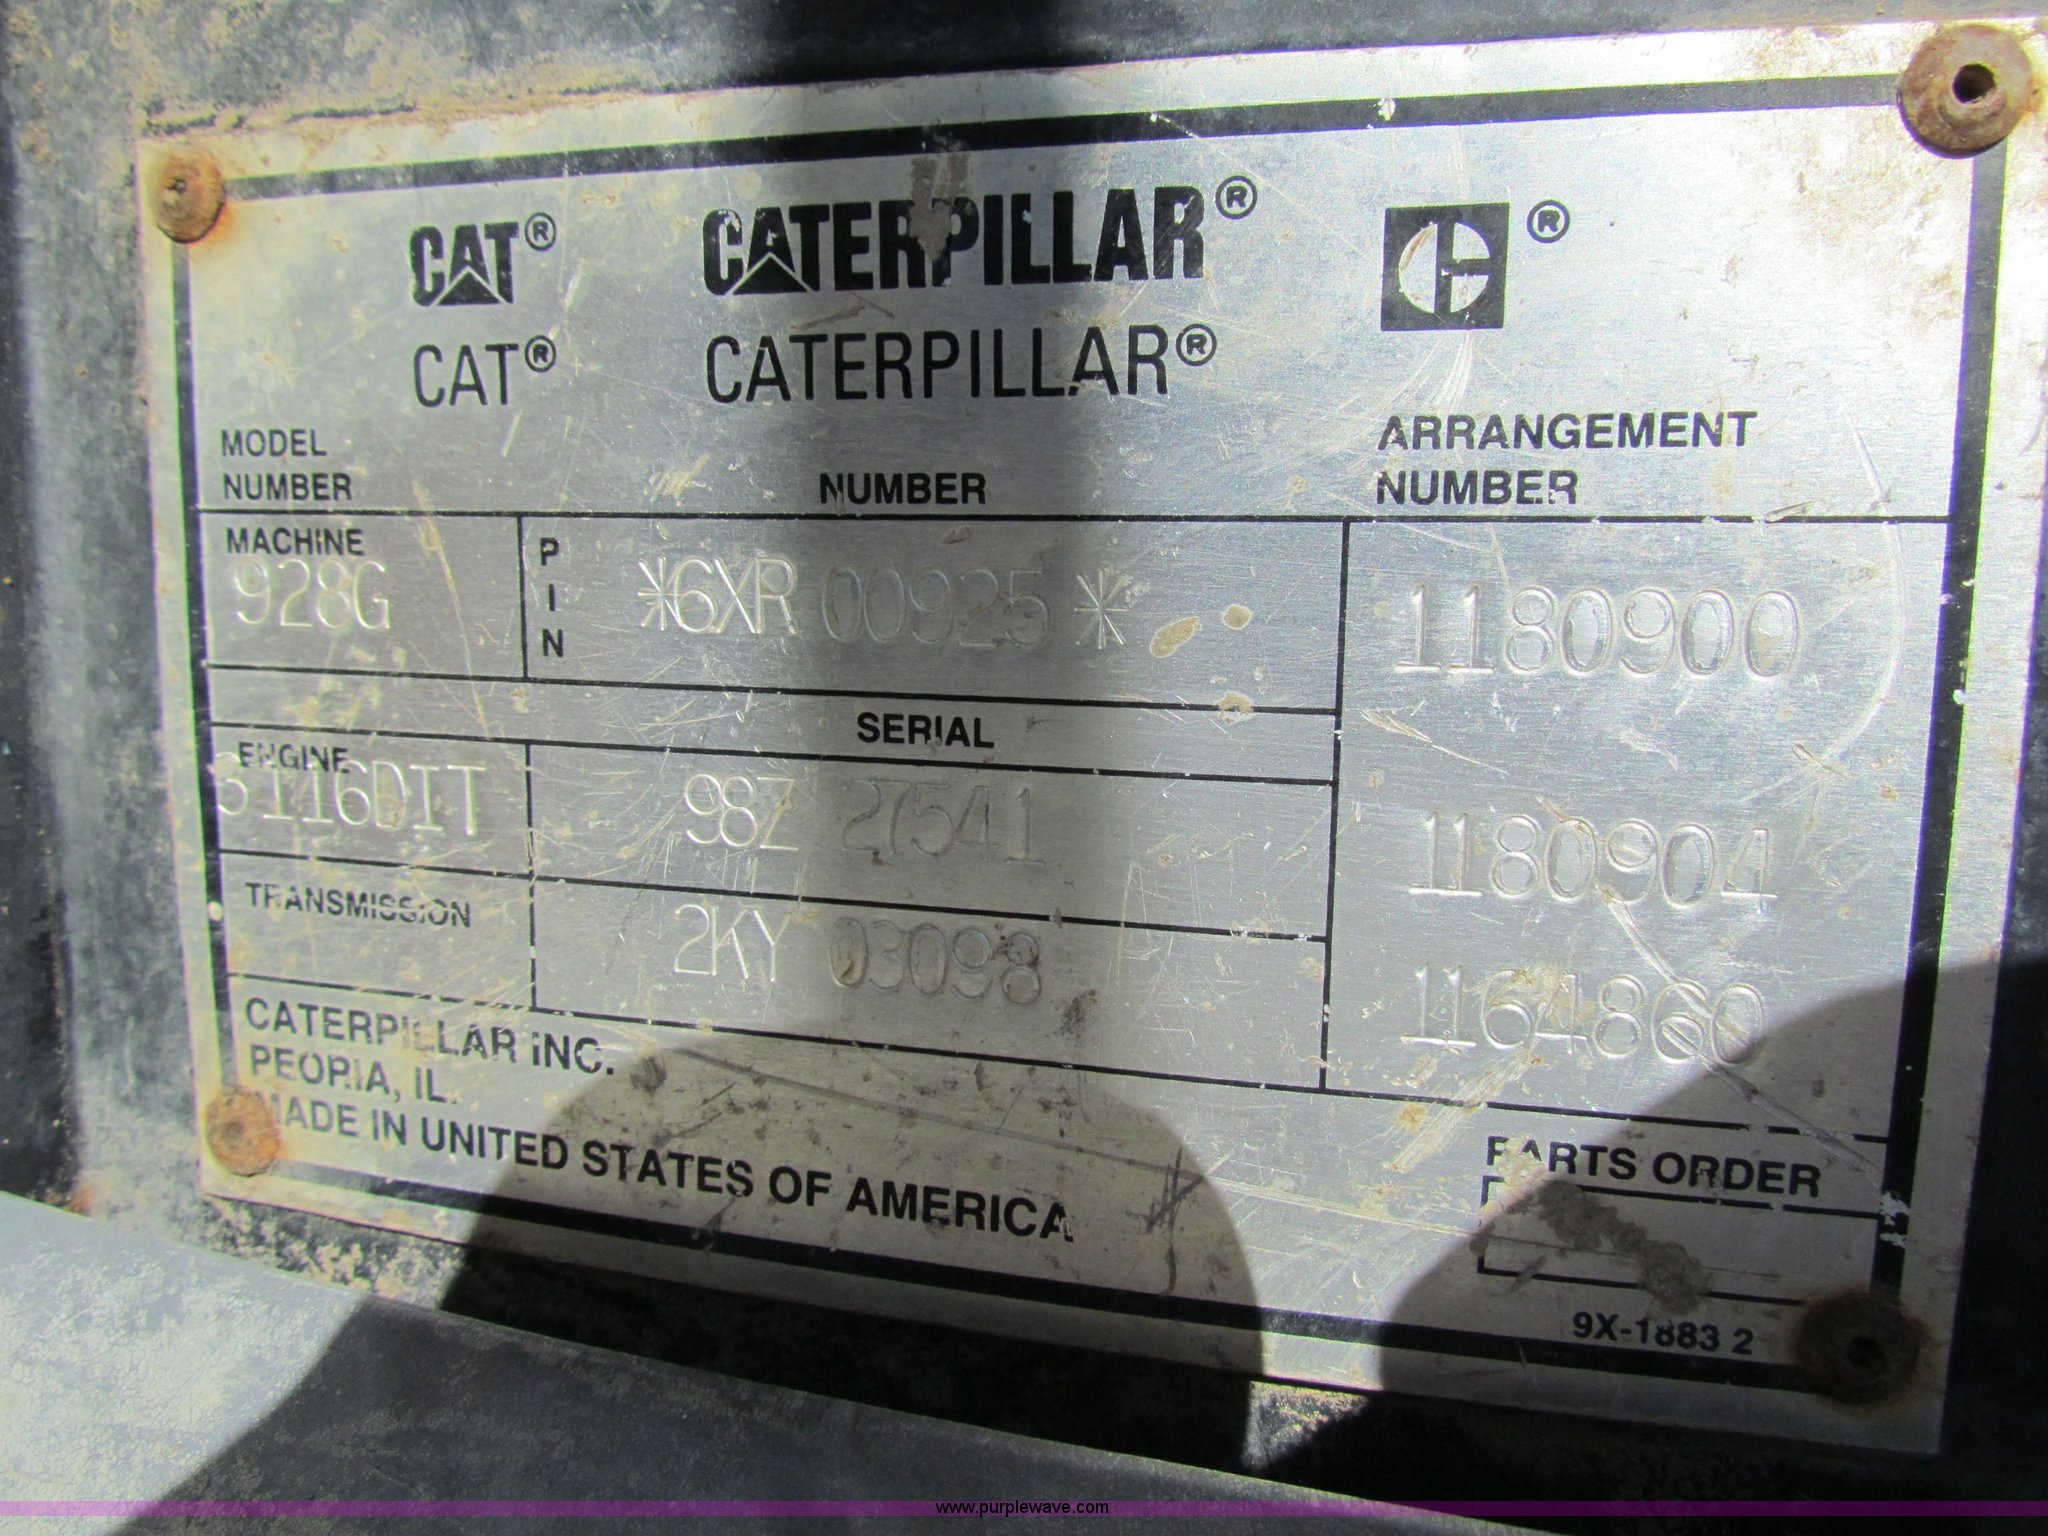 CAT® CATERPILLAR® ®
CAT® CATERPILLAR®
MODEL NUMBER
NUMBER
ARRANGEMENT NUMBER
MACHINE
928G
PIN
*6XR 00925*
1180900
SERIAL
ENGINE
3116DIT
98Z 27541
1180904
TRANSMISSION
2KY 03098
1164860
CATERPILLAR INC.
PEORIA, IL.
MADE IN UNITED STATES OF AMERICA
PARTS ORDER
9X-1883 2
www.purplewave.com